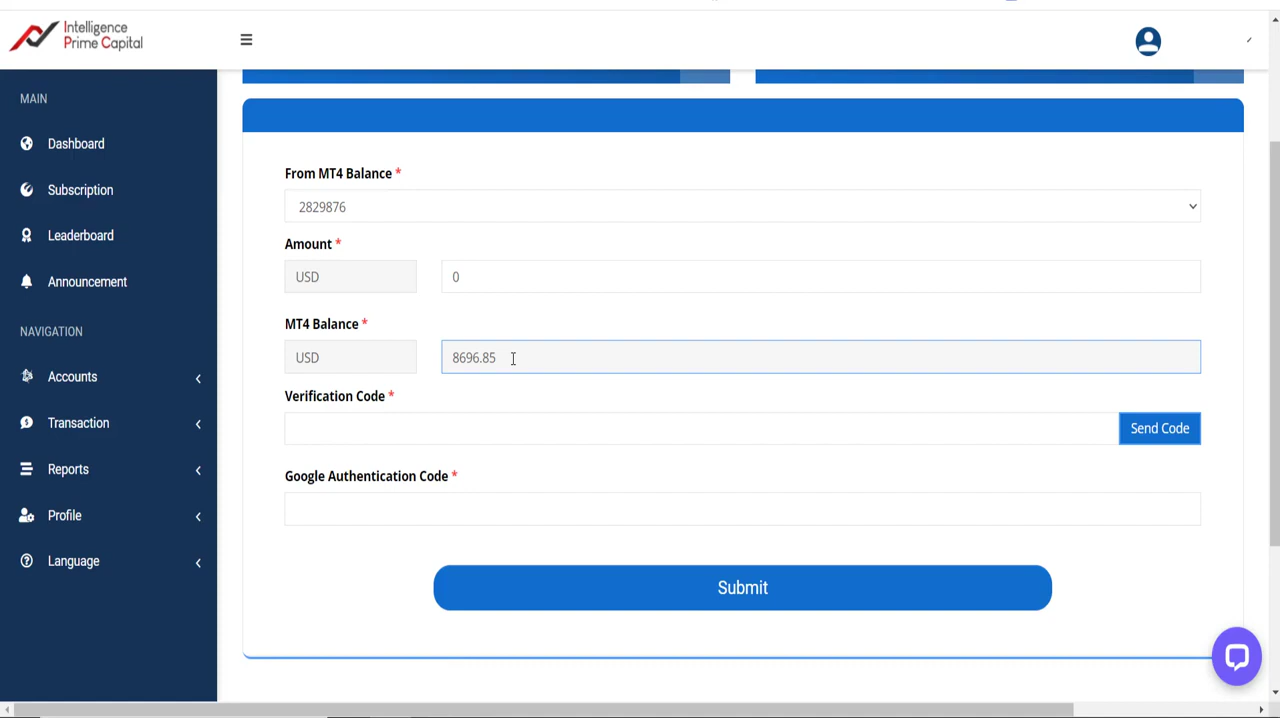 Intelligence
Prime Capital
MAIN
Dashboard
Subscription
Leaderboard
Announcement
NAVIGATION
Accounts
Transaction
Reports
Profile
Language
From MT4 Balance *
2829876
Amount *
USD
0
MT4 Balance *
USD
8696.85
Verification Code *
Send Code
Google Authentication Code *
Submit